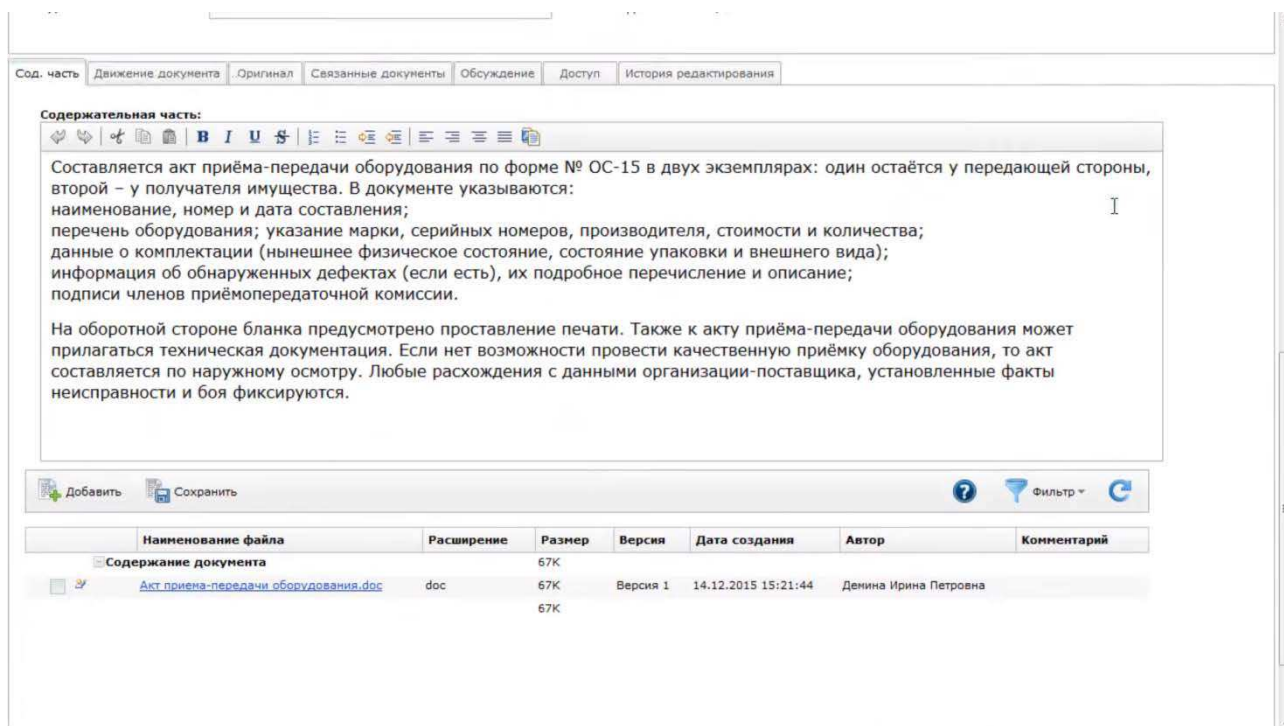 Сод. часть Движение документа Оригинал Связанные документы Обсуждение Доступ История редактирования
Содержательная часть:
B I U S
Составляется акт приёма-передачи оборудования по форме № ОС-15 в двух экземплярах: один остаётся у передающей стороны,
второй – у получателя имущества. В документе указываются:
наименование, номер и дата составления;
перечень оборудования; указание марки, серийных номеров, производителя, стоимости и количества;
данные о комплектации (нынешнее физическое состояние, состояние упаковки и внешнего вида);
информация об обнаруженных дефектах (если есть), их подробное перечисление и описание;
подписи членов приёмопередаточной комиссии.
На оборотной стороне бланка предусмотрено проставление печати. Также к акту приёма-передачи оборудования может
прилагаться техническая документация. Если нет возможности провести качественную приёмку оборудования, то акт
составляется по наружному осмотру. Любые расхождения с данными организации-поставщика, установленные факты
неисправности и боя фиксируются.
Добавить Сохранить ? Фильтр
Наименование файла Расширение Размер Версия Дата создания Автор Комментарий
Содержание документа 67K
Акт приема-передачи оборудования.doc doc 67K Версия 1 14.12.2015 15:21:44 Демина Ирина Петровна
67K